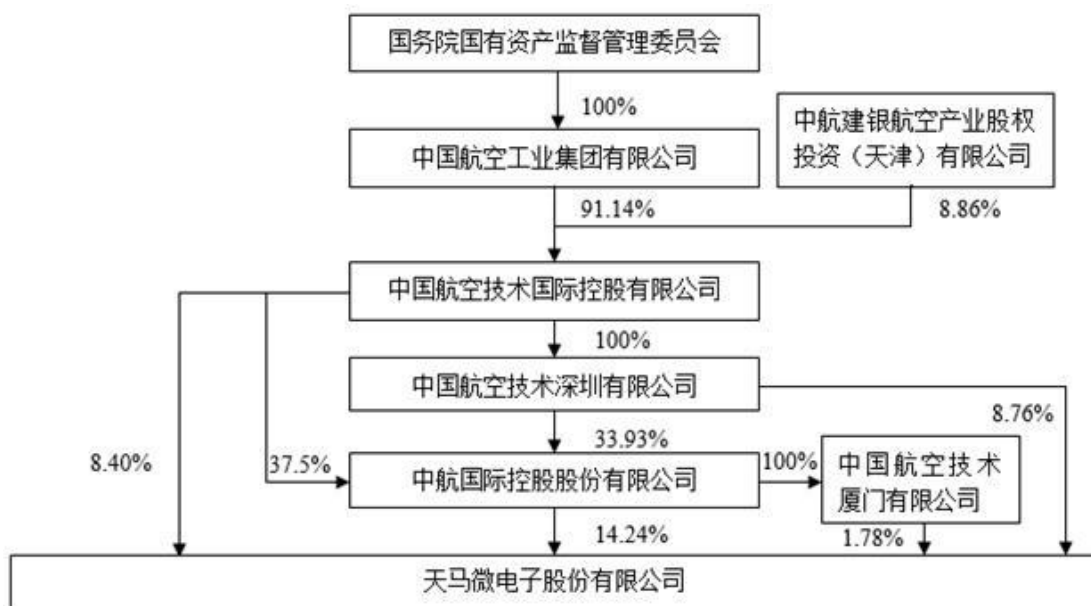 国务院国有资产监督管理委员会
100%
中国航空工业集团有限公司
中航建银航空产业股权
投资（天津）有限公司
91.14%
8.86%
中国航空技术国际控股有限公司
100%
中国航空技术深圳有限公司
8.76%
33.93%
8.40%
37.5%
中航国际控股股份有限公司
100%
中国航空技术
厦门有限公司
14.24%
1.78%
天马微电子股份有限公司